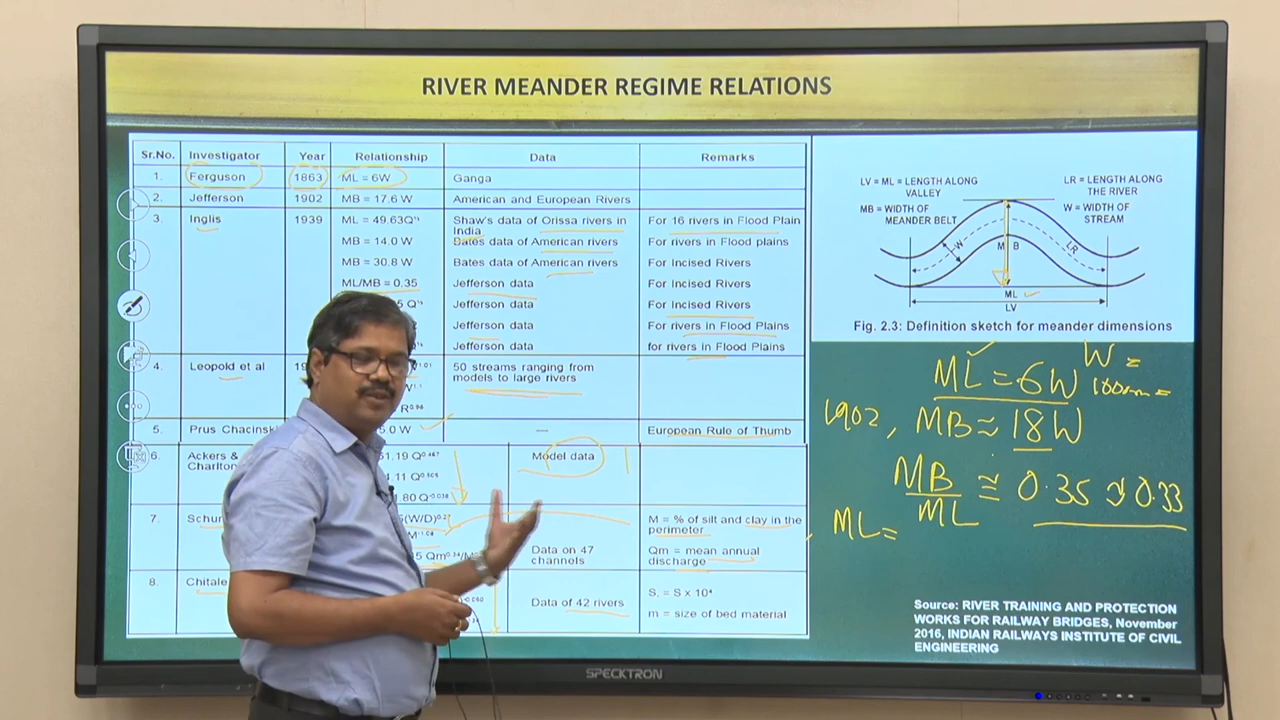 RIVER MEANDER REGIME RELATIONS
Sr.No. Investigator Year Relationship Data Remarks
1. Ferguson 1863 ML = 6W Ganga
2. Jefferson 1902 MB = 17.6 W American and European Rivers
3. Inglis 1939 ML = 49.63Q½ Shaw's data of Orissa rivers in India For 16 rivers in Flood Plain
MB = 14.0 W Bates data of American rivers For rivers in Flood plains
MB = 30.8 W Bates data of American rivers For Incised Rivers
ML/MB = 0.35 Jefferson data For Incised Rivers
Jefferson data For Incised Rivers
Jefferson data For rivers in Flood Plains
Jefferson data for rivers in Flood Plains
4. Leopold et al 50 streams ranging from
models to large rivers
5. Prus Chacinsk 5.0 W — European Rule of Thumb
6. Ackers & Model data
Charlton
7. M = % of silt and clay in the
perimeter
Data on 47
channels
Qm = mean annual
discharge
8. Chitale Data of 42 rivers
m = size of bed material
LV = ML = LENGTH ALONG
VALLEY
MB = WIDTH OF
MEANDER BELT
LR = LENGTH ALONG
THE RIVER
W = WIDTH OF
STREAM
W
M B
LR
ML
LV
Fig. 2.3: Definition sketch for meander dimensions
ML = 6W
W =
100m =
1902, MB ≈ 18W
MB/ML ≅ 0.35 ≈ 0.33
ML =
Source: RIVER TRAINING AND PROTECTION
WORKS FOR RAILWAY BRIDGES, November
2016, INDIAN RAILWAYS INSTITUTE OF CIVIL
ENGINEERING
SPECKTRON